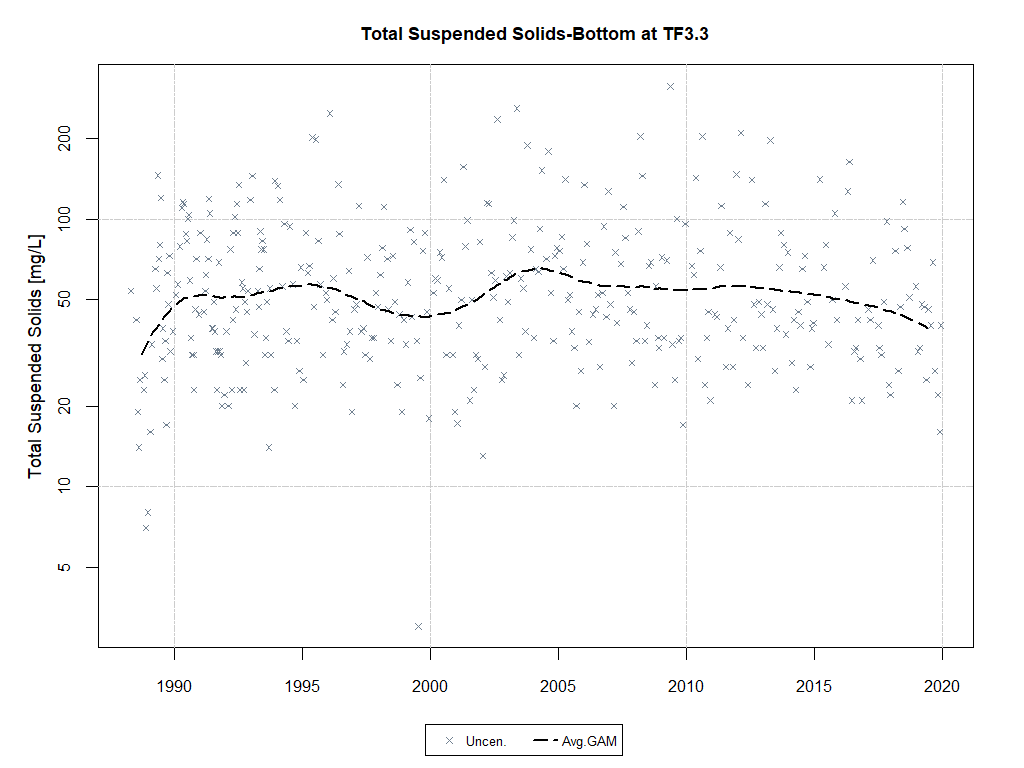 Total Suspended Solids-Bottom at TF3.3
Total Suspended Solids [mg/L]
200
100
50
20
10
5
1990 1995 2000 2005 2010 2015 2020
Uncen. Avg.GAM